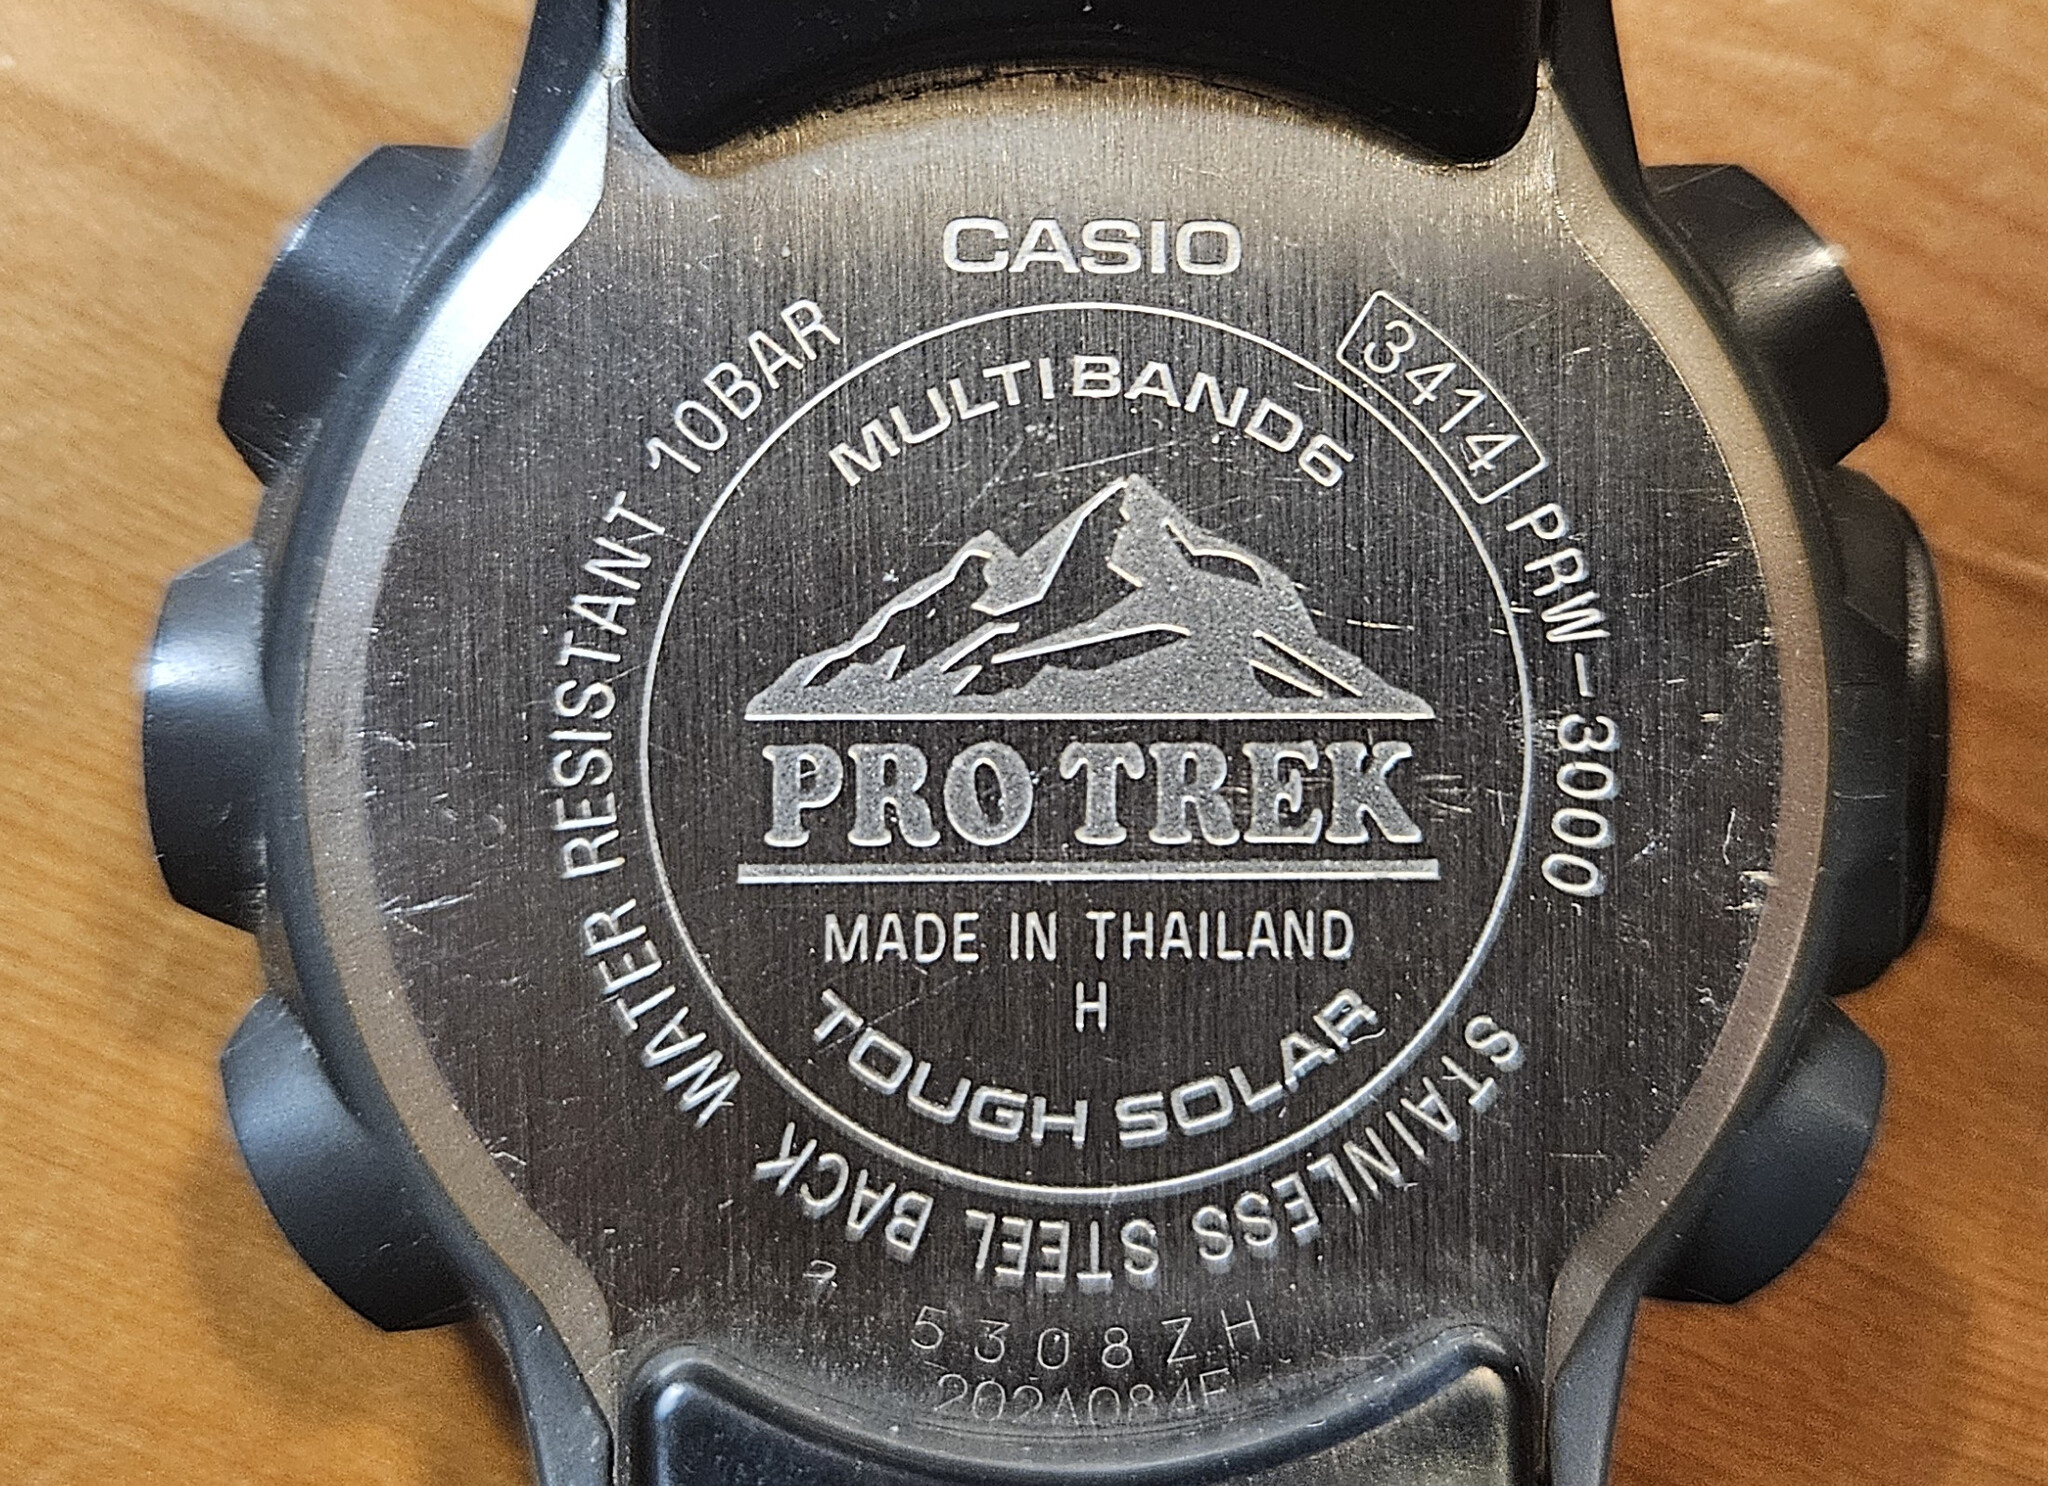 CASIO
3414 PRW-3000
STAINLESS STEEL BACK
WATER RESISTANT 10BAR
MULTIBAND6
PRO TREK
MADE IN THAILAND
H
TOUGH SOLAR
5308ZH